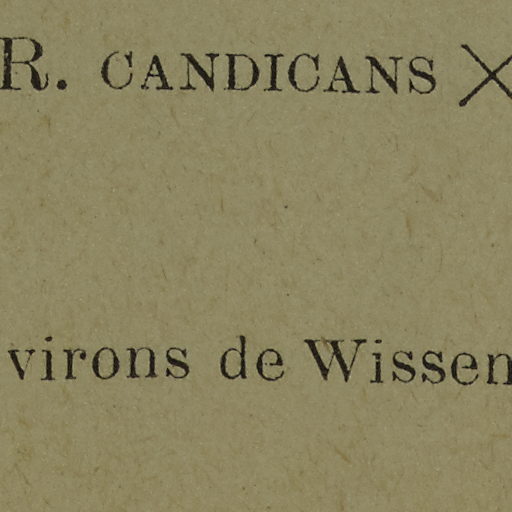 R. CANDICANS ×
virons de Wissen